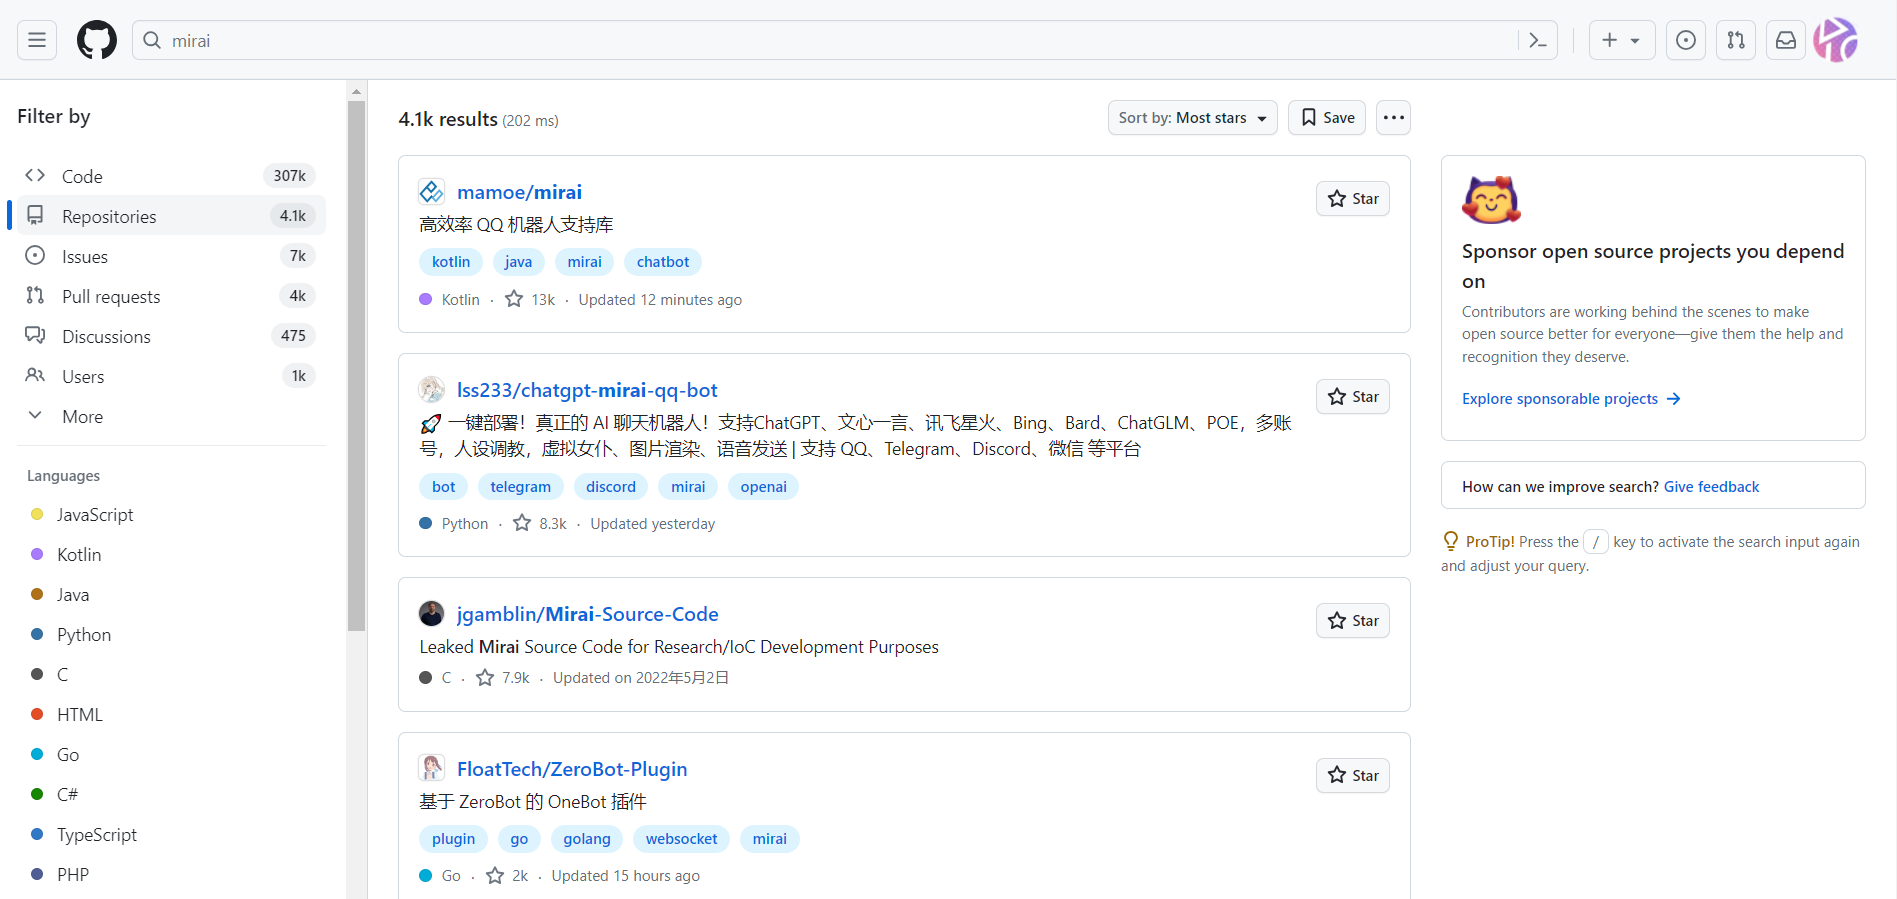 mirai
Filter by
Code 307k
Repositories 4.1k
Issues 7k
Pull requests 4k
Discussions 475
Users 1k
More
Languages
JavaScript
Kotlin
Java
Python
C
HTML
Go
C#
TypeScript
PHP
4.1k results (202 ms)
Sort by: Most stars
Save
mamoe/mirai
Star
高效率 QQ 机器人支持库
kotlin java mirai chatbot
Kotlin · 13k · Updated 12 minutes ago
lss233/chatgpt-mirai-qq-bot
Star
🚀 一键部署！真正的 AI 聊天机器人！支持ChatGPT、文心一言、讯飞星火、Bing、Bard、ChatGLM、POE，多账
号，人设调教，虚拟女仆、图片渲染、语音发送 | 支持 QQ、Telegram、Discord、微信 等平台
bot telegram discord mirai openai
Python · 8.3k · Updated yesterday
jgamblin/Mirai-Source-Code
Star
Leaked Mirai Source Code for Research/IoC Development Purposes
C · 7.9k · Updated on 2022年5月2日
FloatTech/ZeroBot-Plugin
Star
基于 ZeroBot 的 OneBot 插件
plugin go golang websocket mirai
Go · 2k · Updated 15 hours ago
Sponsor open source projects you depend
on
Contributors are working behind the scenes to make
open source better for everyone—give them the help and
recognition they deserve.
Explore sponsorable projects →
How can we improve search? Give feedback
ProTip! Press the / key to activate the search input again
and adjust your query.